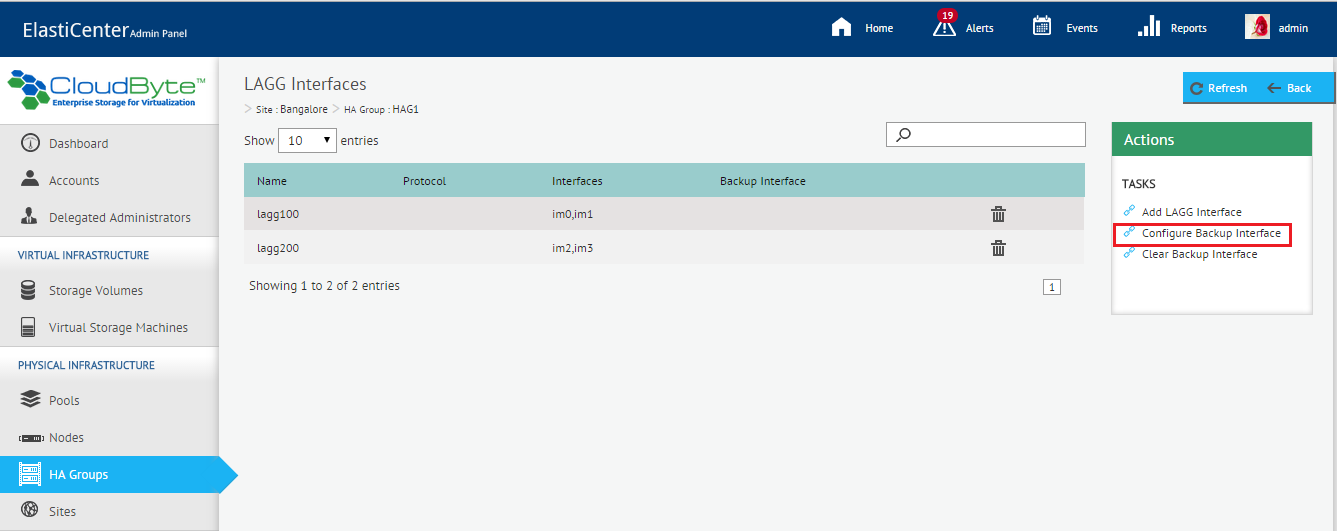 ElastiCenter Admin Panel
Home
19
Alerts
Events
Reports
admin
CloudByte™
Enterprise Storage for Virtualization
Dashboard
Accounts
Delegated Administrators
VIRTUAL INFRASTRUCTURE
Storage Volumes
Virtual Storage Machines
PHYSICAL INFRASTRUCTURE
Pools
Nodes
HA Groups
Sites
LAGG Interfaces
> Site : Bangalore > HA Group : HAG1
Refresh
Back
Show 10 entries
Name Protocol Interfaces Backup Interface
lagg100 im0,im1
lagg200 im2,im3
Showing 1 to 2 of 2 entries
1
Actions
TASKS
Add LAGG Interface
Configure Backup Interface
Clear Backup Interface